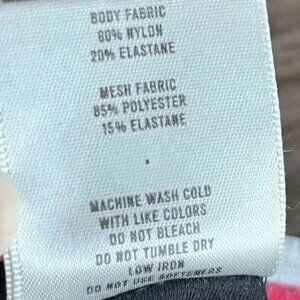 BODY FABRIC
80% NYLON
20% ELASTANE
MESH FABRIC
85% POLYESTER
15% ELASTANE
MACHINE WASH COLD
WITH LIKE COLORS
DO NOT BLEACH
DO NOT TUMBLE DRY
LOW IRON
DO NOT USE SOFTENERS